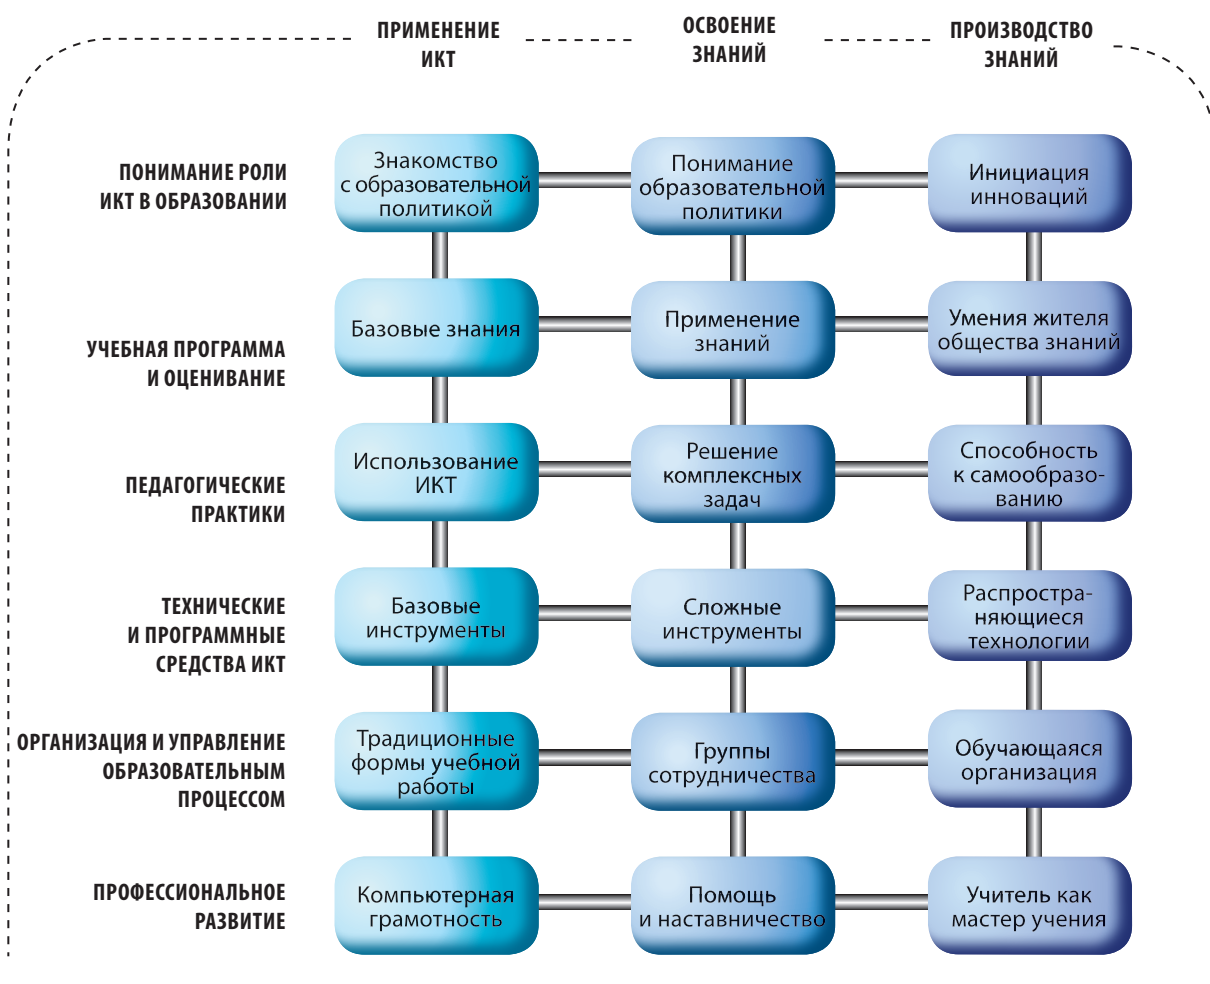 ПРИМЕНЕНИЕ
ИКТ
ОСВОЕНИЕ
ЗНАНИЙ
ПРОИЗВОДСТВО
ЗНАНИЙ
ПОНИМАНИЕ РОЛИ
ИКТ В ОБРАЗОВАНИИ
Знакомство
с образовательной
политикой
Понимание
образовательной
политики
Инициация
инноваций
УЧЕБНАЯ ПРОГРАММА
И ОЦЕНИВАНИЕ
Базовые знания
Применение
знаний
Умения жителя
общества знаний
ПЕДАГОГИЧЕСКИЕ
ПРАКТИКИ
Использование
ИКТ
Решение
комплексных
задач
Способность
к самообразо-
ванию
ТЕХНИЧЕСКИЕ
И ПРОГРАММНЫЕ
СРЕДСТВА ИКТ
Базовые
инструменты
Сложные
инструменты
Распростра-
няющиеся
технологии
ОРГАНИЗАЦИЯ И УПРАВЛЕНИЕ
ОБРАЗОВАТЕЛЬНЫМ
ПРОЦЕССОМ
Традиционные
формы учебной
работы
Группы
сотрудничества
Обучающаяся
организация
ПРОФЕССИОНАЛЬНОЕ
РАЗВИТИЕ
Компьютерная
грамотность
Помощь
и наставничество
Учитель как
мастер учения